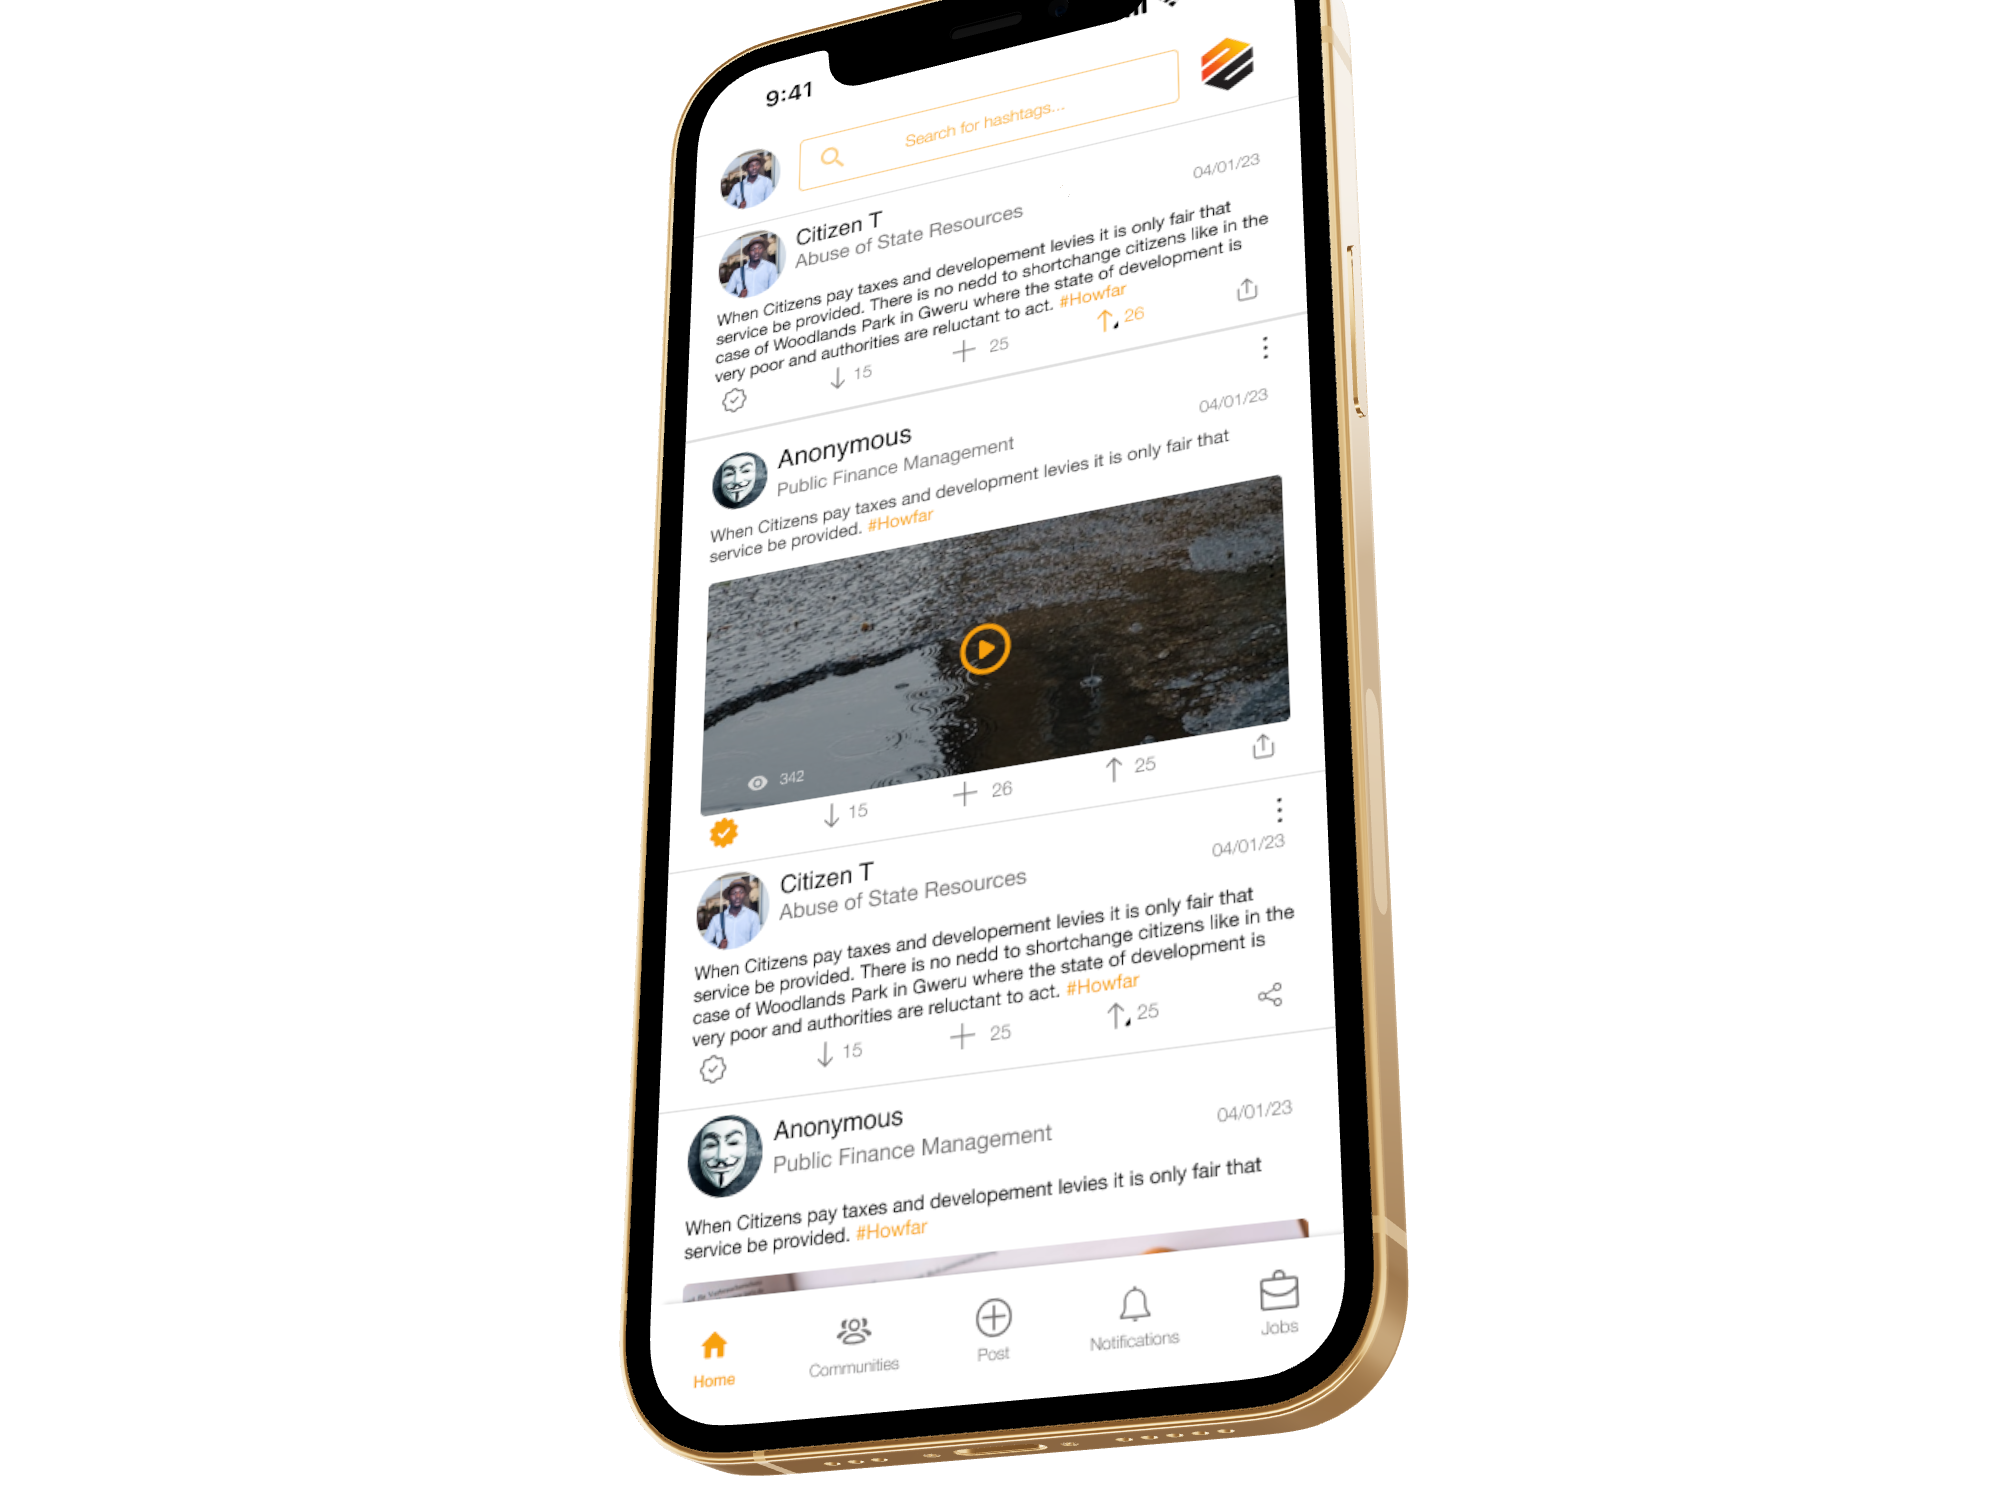 9:41
Search for hashtags...
Citizen T
04/01/23
Abuse of State Resources
When Citizens pay taxes and developement levies it is only fair that
service be provided. There is no nedd to shortchange citizens like in the
case of Woodlands Park in Gweru where the state of development is
very poor and authorities are reluctant to act. #Howfar
15
25
26
Anonymous
04/01/23
Public Finance Management
When Citizens pay taxes and development levies it is only fair that
service be provided. #Howfar
342
15
26
25
Citizen T
04/01/23
Abuse of State Resources
When Citizens pay taxes and developement levies it is only fair that
service be provided. There is no nedd to shortchange citizens like in the
case of Woodlands Park in Gweru where the state of development is
very poor and authorities are reluctant to act. #Howfar
15
25
25
Anonymous
04/01/23
Public Finance Management
When Citizens pay taxes and developement levies it is only fair that
service be provided. #Howfar
Home
Communities
Post
Notifications
Jobs